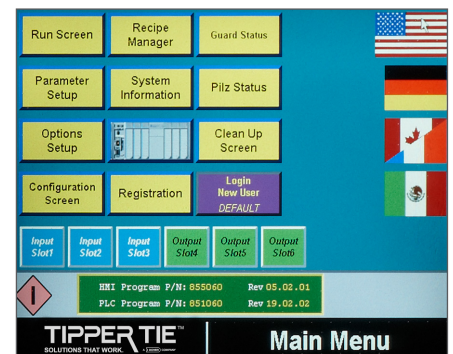 Run Screen
Recipe
Manager
Guard Status
Parameter
Setup
System
Information
Pilz Status
Options
Setup
Clean Up
Screen
Configuration
Screen
Registration
Login
New User
DEFAULT
Input
Slot1
Input
Slot2
Input
Slot3
Output
Slot4
Output
Slot5
Output
Slot6
HMI Program P/N: 855060 Rev 05.02.01
PLC Program P/N: 851060 Rev 19.02.02
TIPPER TIE™
SOLUTIONS THAT WORK.
Main Menu